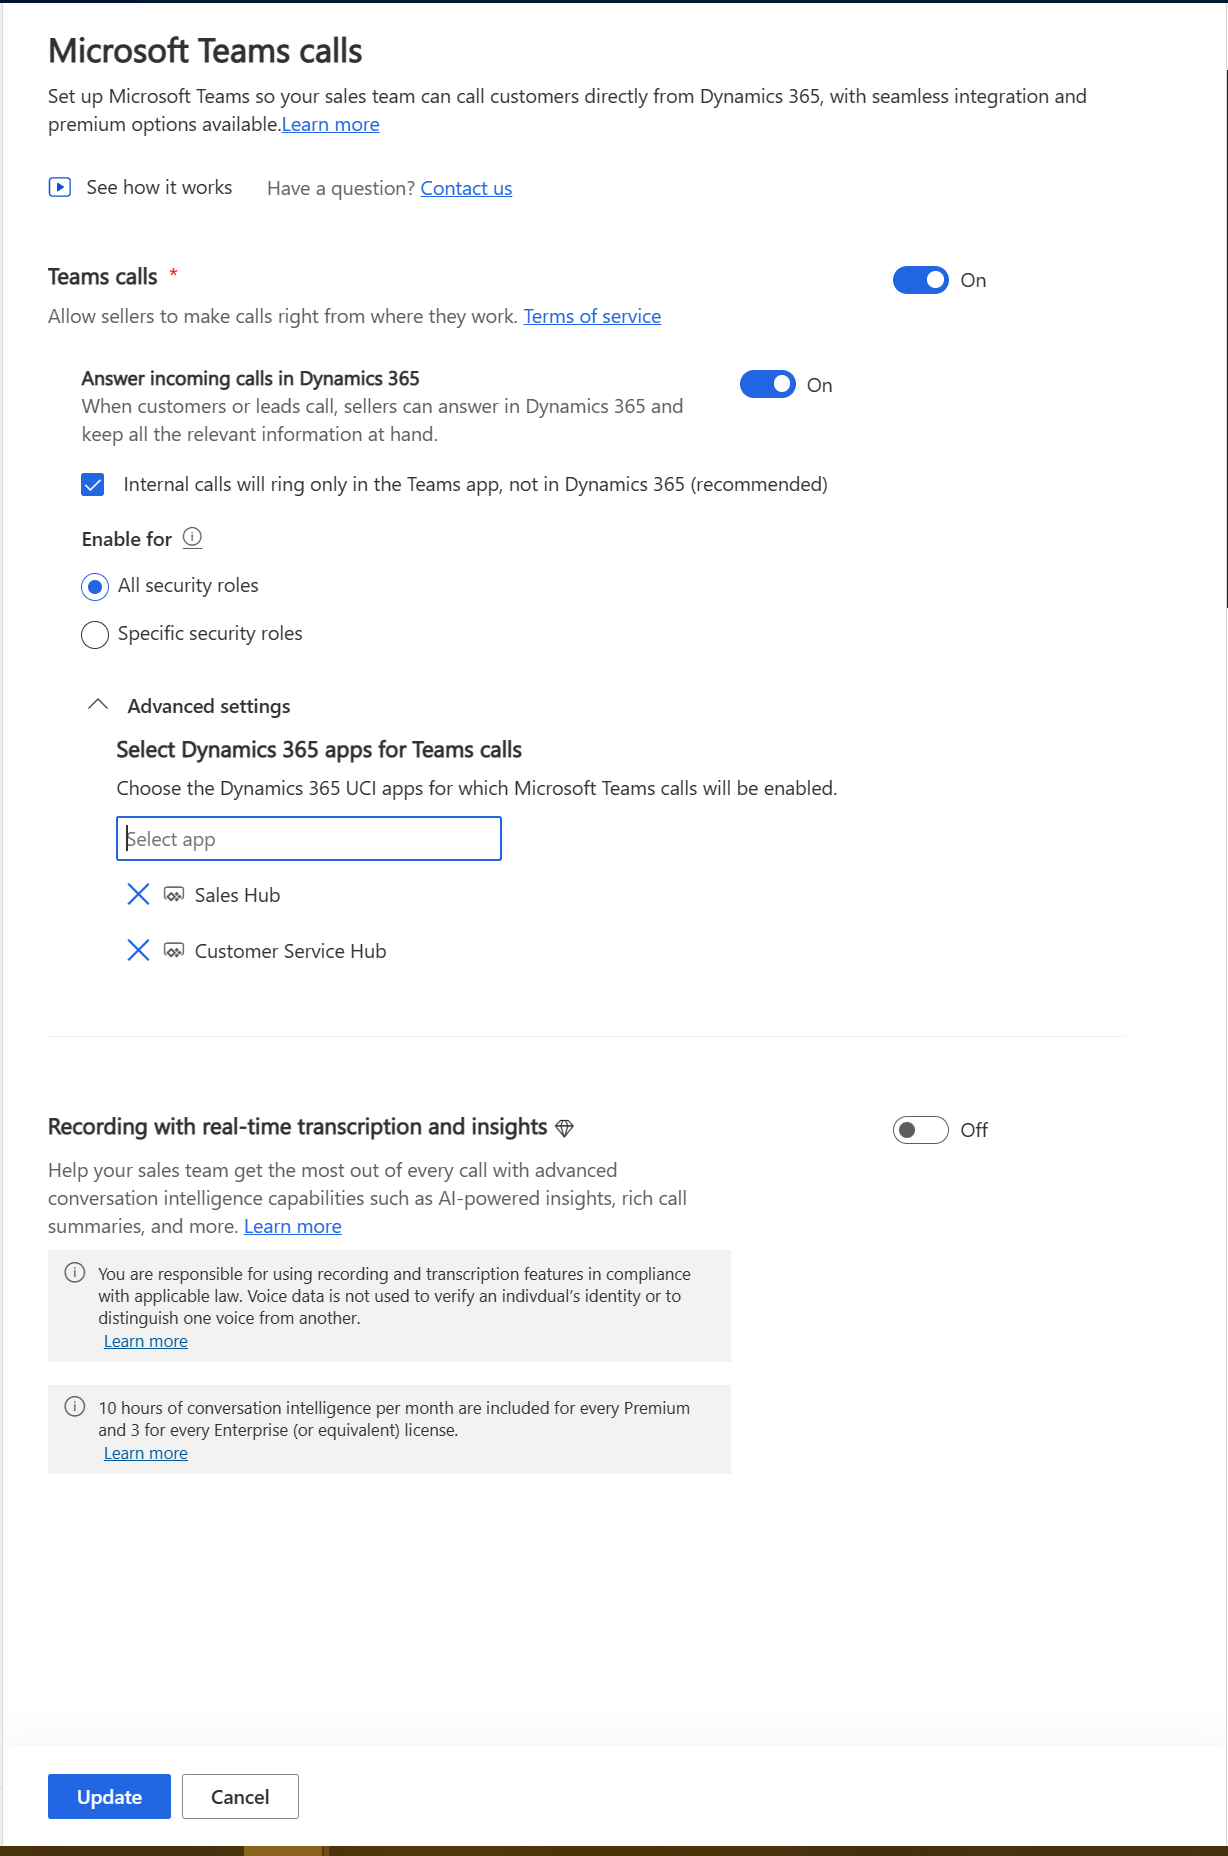 Microsoft Teams calls
Set up Microsoft Teams so your sales team can call customers directly from Dynamics 365, with seamless integration and
premium options available.Learn more
See how it works Have a question? Contact us
Teams calls *
On
Allow sellers to make calls right from where they work. Terms of service
Answer incoming calls in Dynamics 365
On
When customers or leads call, sellers can answer in Dynamics 365 and
keep all the relevant information at hand.
Internal calls will ring only in the Teams app, not in Dynamics 365 (recommended)
Enable for
All security roles
Specific security roles
Advanced settings
Select Dynamics 365 apps for Teams calls
Choose the Dynamics 365 UCI apps for which Microsoft Teams calls will be enabled.
Select app
Sales Hub
Customer Service Hub
Recording with real-time transcription and insights
Off
Help your sales team get the most out of every call with advanced
conversation intelligence capabilities such as AI-powered insights, rich call
summaries, and more. Learn more
You are responsible for using recording and transcription features in compliance
with applicable law. Voice data is not used to verify an indivdual’s identity or to
distinguish one voice from another.
Learn more
10 hours of conversation intelligence per month are included for every Premium
and 3 for every Enterprise (or equivalent) license.
Learn more
Update Cancel